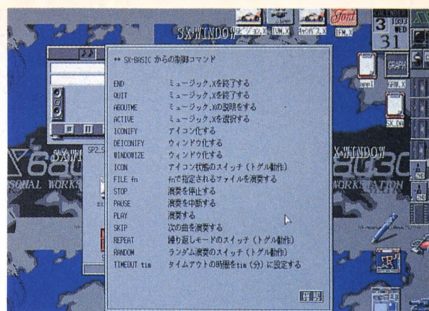 SX-WINDOW
3
1993
31
GRAPH
** SX-BASIC からの制御コマンド
END ミュージック.Xを終了する
QUIT ミュージック.Xを終了する
ABOUTME ミュージック.Xの説明をする
ACTIVE ミュージック.Xを選択する
ICONIFY アイコン化する
DEICONIFY ウィンドウ化する
WINDOWIZE ウィンドウ化する
ICON アイコン状態のスイッチ（トグル動作）
FILE fn fnで指定されるファイルを演奏する
STOP 演奏を停止する
PAUSE 演奏を中断する
PLAY 演奏する
SKIP 次の曲を演奏する
REPEAT 繰り返しモードのスイッチ（トグル動作）
RANDOM ランダム演奏のスイッチ（トグル動作）
TIMEOUT tim タイムアウトの時間をtim（分）に設定する
確認